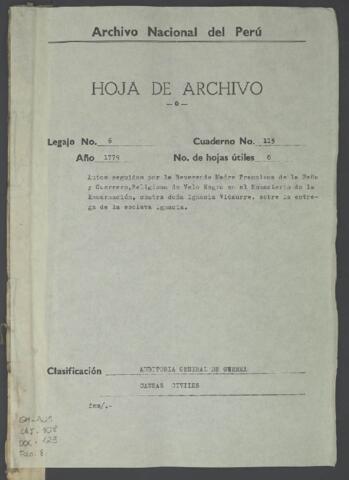 Archivo Nacional del Perú
HOJA DE ARCHIVO
—o—
Legajo No. 6 Cuaderno No. 115
Año 1779 No. de hojas útiles 6
Autos seguidos por la Reverenda Madre Francisca de la Peña
y Guerrero, Religiosa de Velo Negro en el Monasterio de la
Encarnación, contra doña Ignacia Vidaurre, sobre la entre-
ga de la esclava Ignacia.
Clasificación AUDITORIA GENERAL DE GUERRA
CAUSAS CIVILES